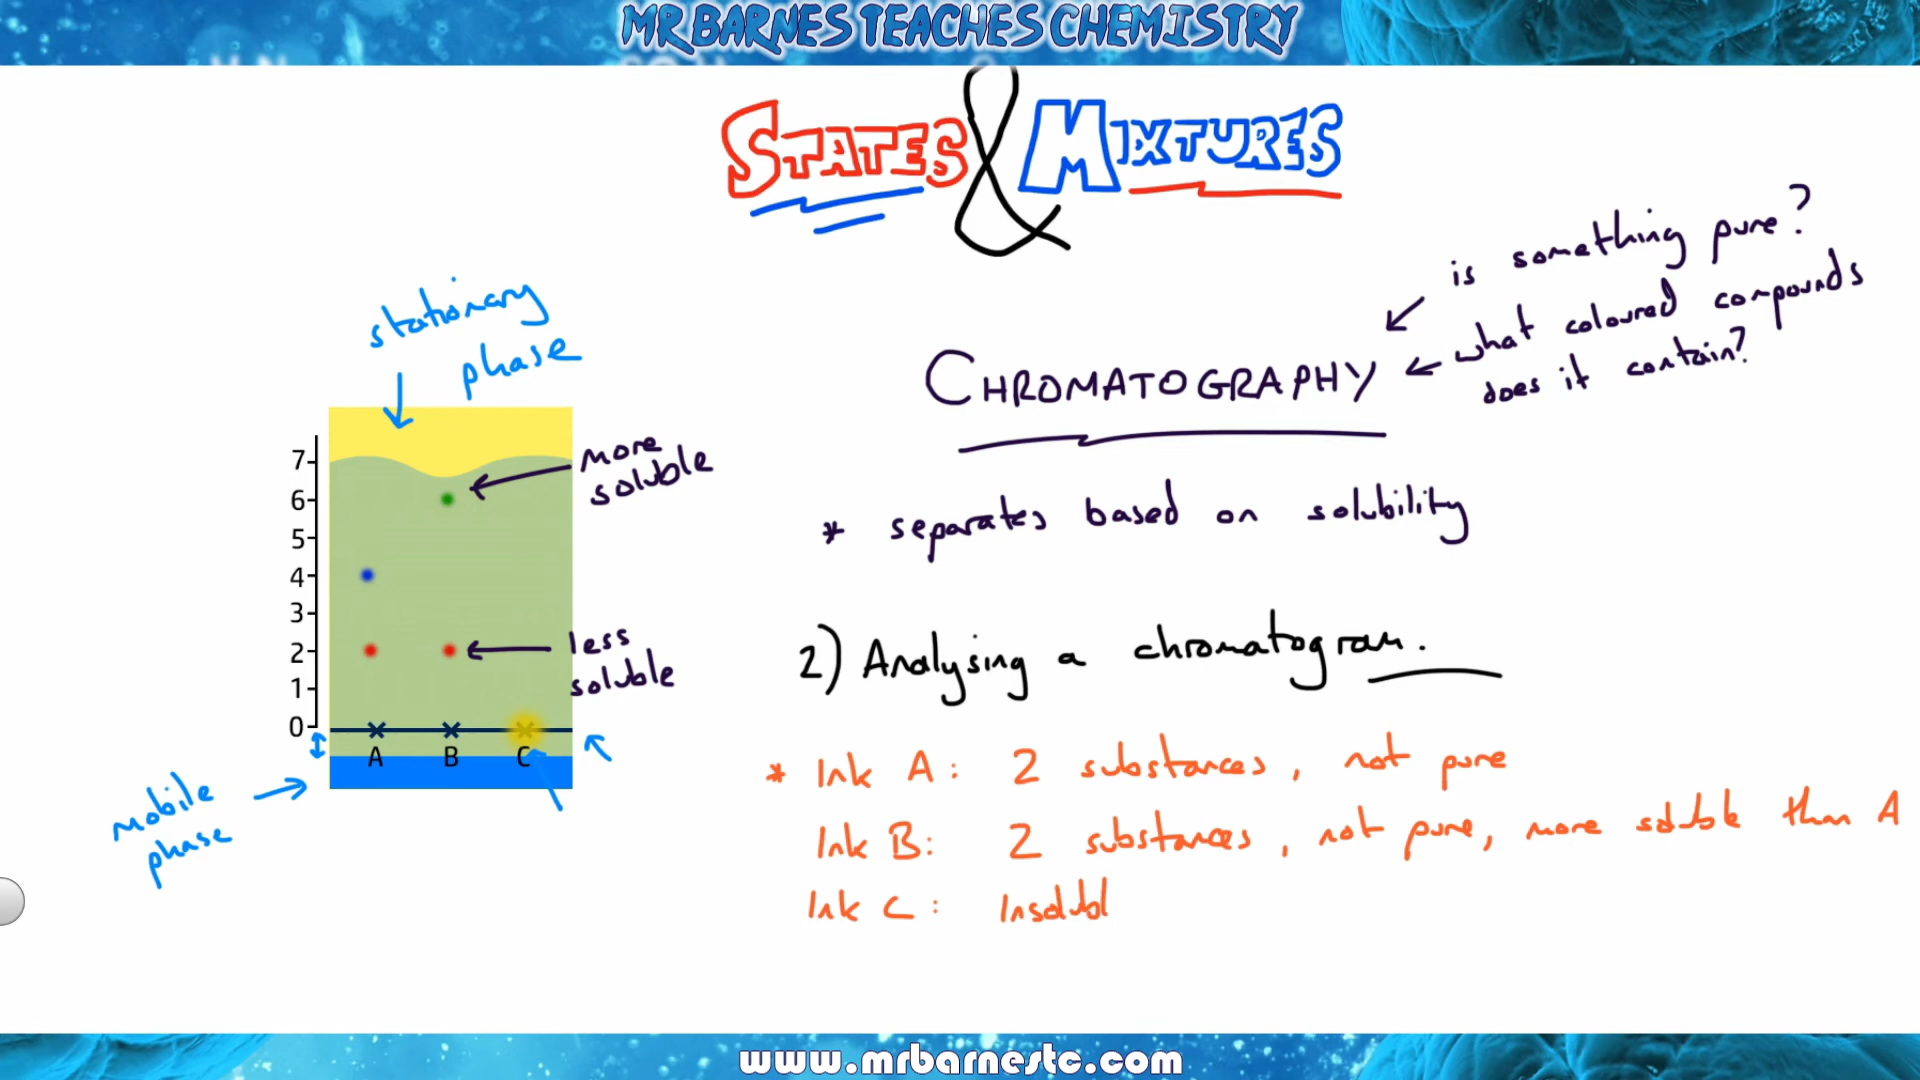 MR BARNES TEACHES CHEMISTRY
STATES & MIXTURES
is something pure?
what coloured compounds
does it contain?
CHROMATOGRAPHY
* separates based on solubility
stationary
phase
more
soluble
less
soluble
7
6
5
4
3
2
1
0
A B C
mobile
phase
2) Analysing a chromatogram.
* Ink A: 2 substances, not pure
Ink B: 2 substances, not pure, more soluble than A
Ink C: Insolubl
www.mrbarnestc.com